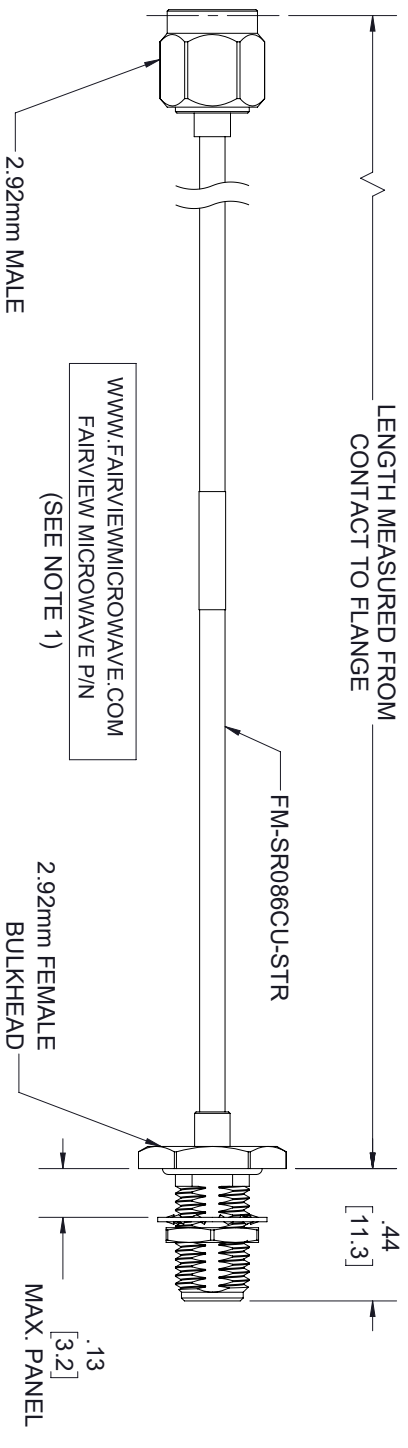 LENGTH MEASURED FROM
CONTACT TO FLANGE
.44
[11.3]
2.92mm MALE
WWW.FAIRVIEWMICROWAVE.COM
FAIRVIEW MICROWAVE P/N
(SEE NOTE 1)
FM-SR086CU-STR
2.92mm FEMALE
BULKHEAD
.13
[3.2]
MAX. PANEL